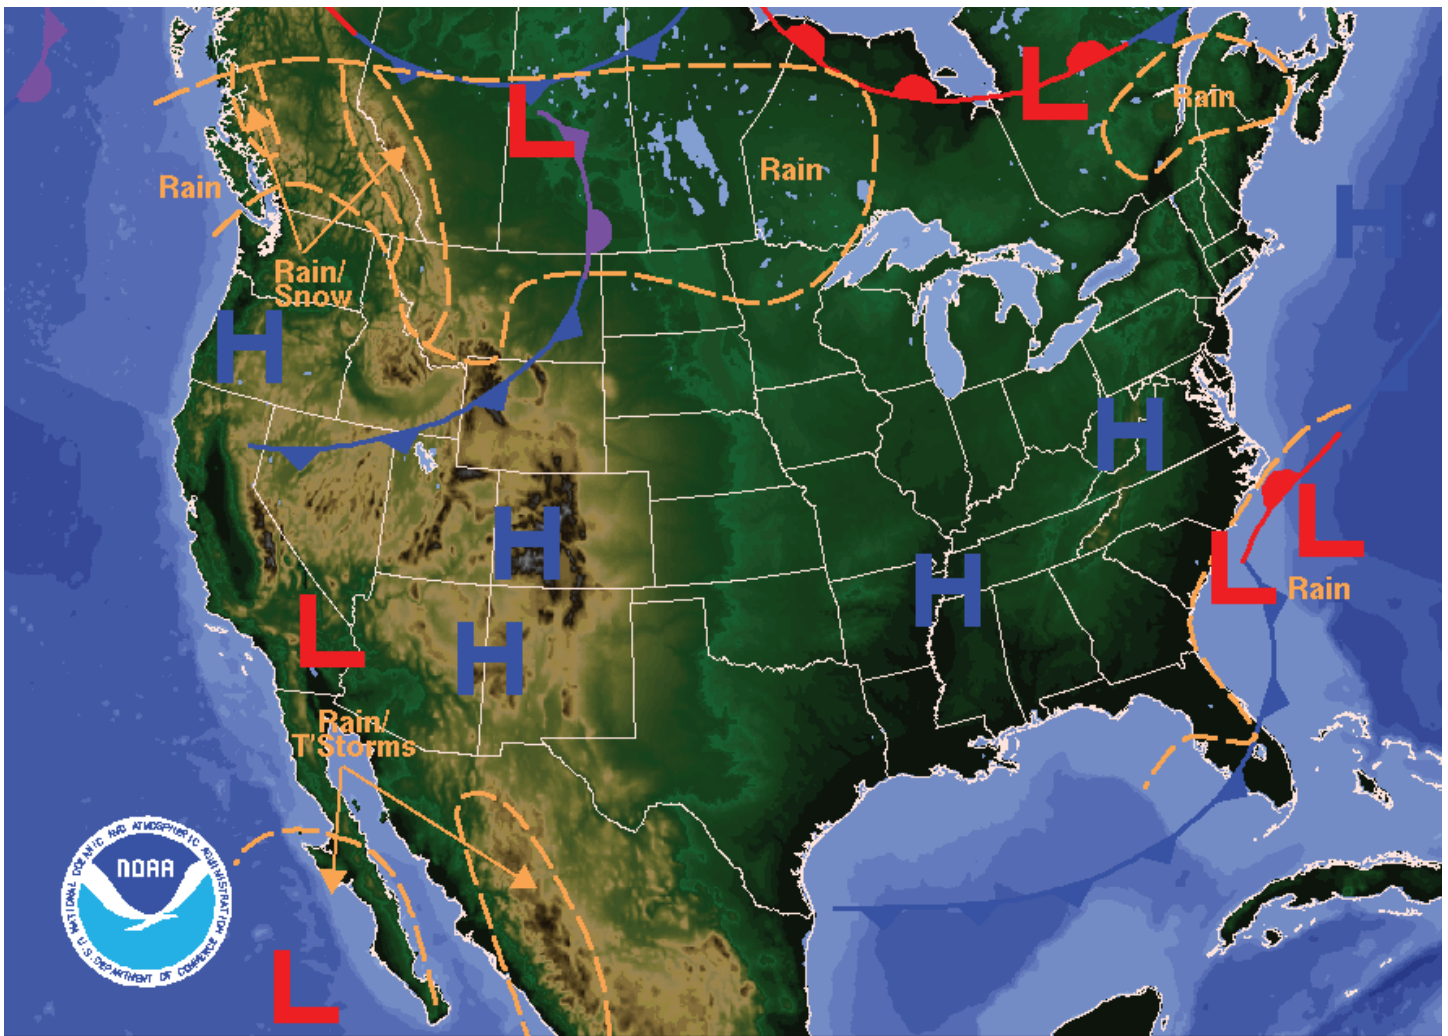 L
Rain
L
Rain
Rain
H
Rain/
Snow
H
H
H
L
L
H
L
Rain
H
L
H
Rain/
T'Storms
NOAA
NATIONAL OCEANIC AND ATMOSPHERIC ADMINISTRATION
U.S. DEPARTMENT OF COMMERCE
L